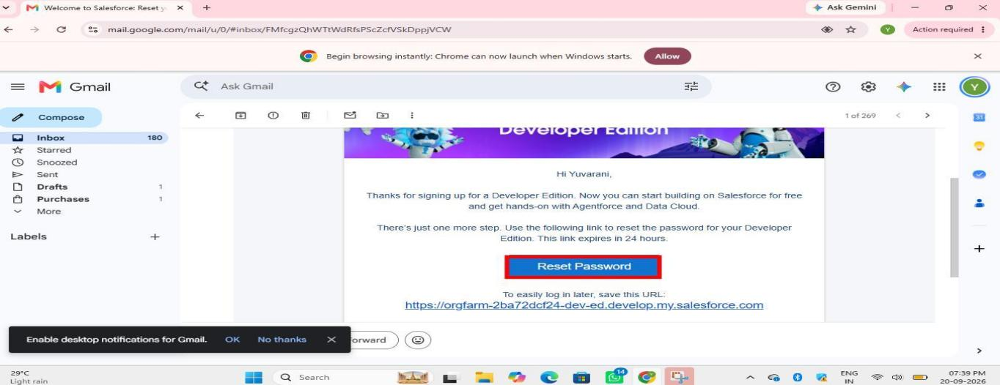 Welcome to Salesforce: Reset y
Ask Gemini
mail.google.com/mail/u/0/#inbox/FMfcgzQhWTtWdRfsPScZcfVSkDppjVCW
Y
Action required
Begin browsing instantly: Chrome can now launch when Windows starts.
Allow
Gmail
Ask Gmail
Y
Compose
1 of 269
31
Inbox 180
Starred
Snoozed
Sent
Drafts 1
Purchases 1
More
Labels
Developer Edition
Hi Yuvarani,
Thanks for signing up for a Developer Edition. Now you can start building on Salesforce for free
and get hands-on with Agentforce and Data Cloud.
There's just one more step. Use the following link to reset the password for your Developer
Edition. This link expires in 24 hours.
Reset Password
To easily log in later, save this URL:
https://orgfarm-2ba72dcf24-dev-ed.develop.my.salesforce.com
Enable desktop notifications for Gmail. OK No thanks
orward
29°C
Light rain
Search
14
ENG
IN
07:39 PM
20-09-2026